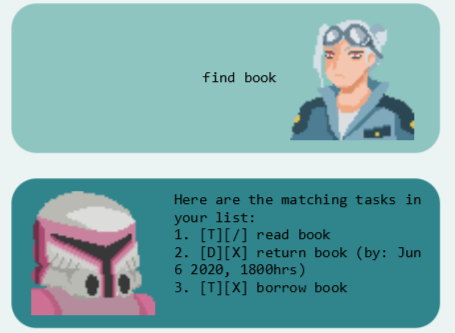 find book
Here are the matching tasks in
your list:
1. [T][/] read book
2. [D][X] return book (by: Jun
6 2020, 1800hrs)
3. [T][X] borrow book